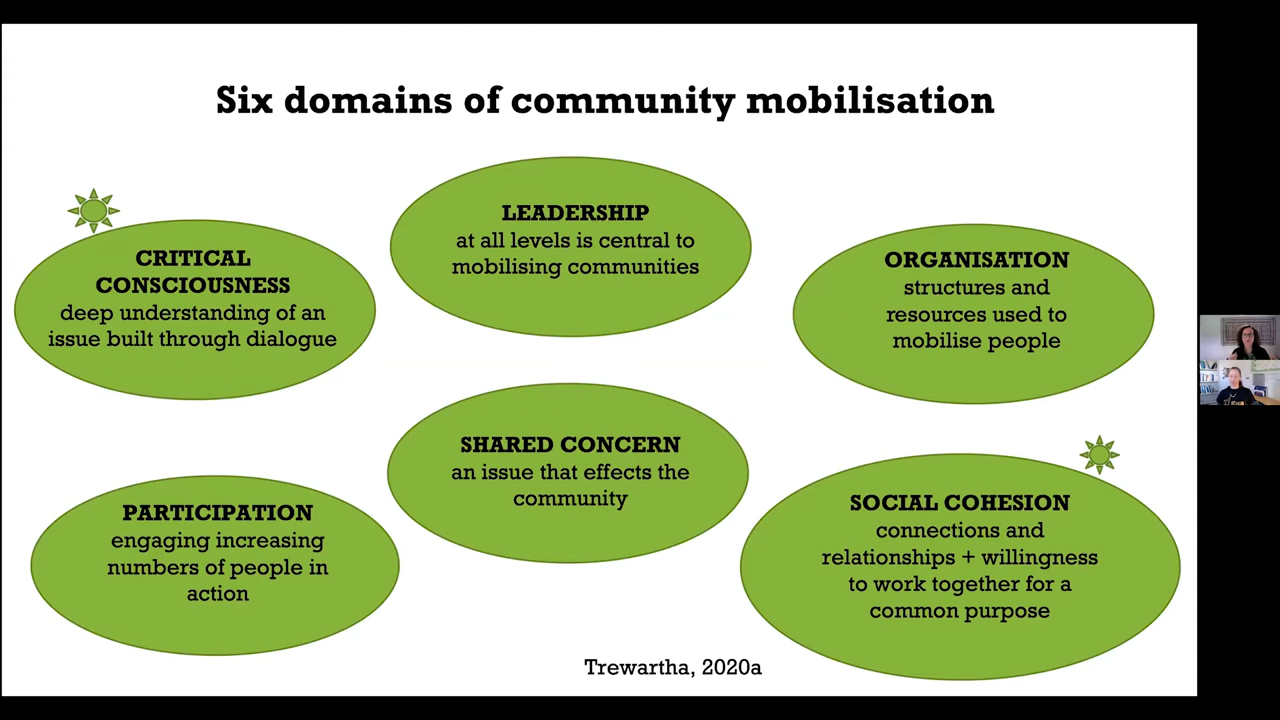 Six domains of community mobilisation
CRITICAL
CONSCIOUSNESS
deep understanding of an
issue built through dialogue
LEADERSHIP
at all levels is central to
mobilising communities
ORGANISATION
structures and
resources used to
mobilise people
PARTICIPATION
engaging increasing
numbers of people in
action
SHARED CONCERN
an issue that effects the
community
SOCIAL COHESION
connections and
relationships + willingness
to work together for a
common purpose
Trewartha, 2020a